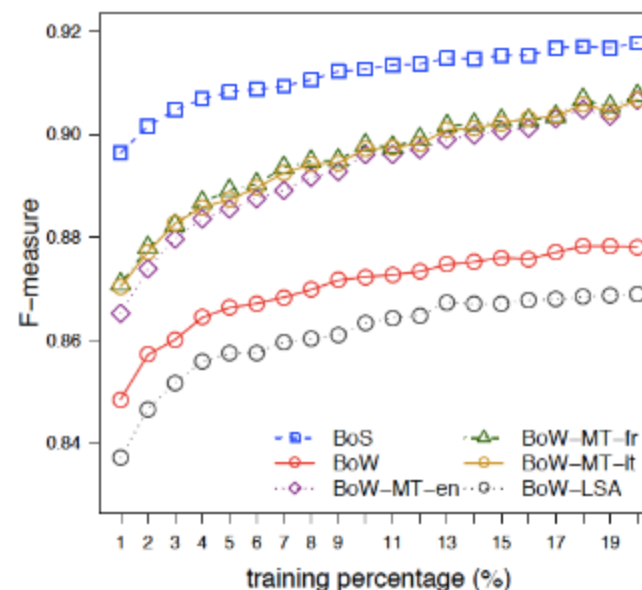 0.92
0.90
0.88
0.86
0.84
F-measure
BoS
BoW
BoW-MT-en
BoW-MT-fr
BoW-MT-it
BoW-LSA
1 2 3 4 5 6 7 8 9 11 13 15 17 19
training percentage (%)